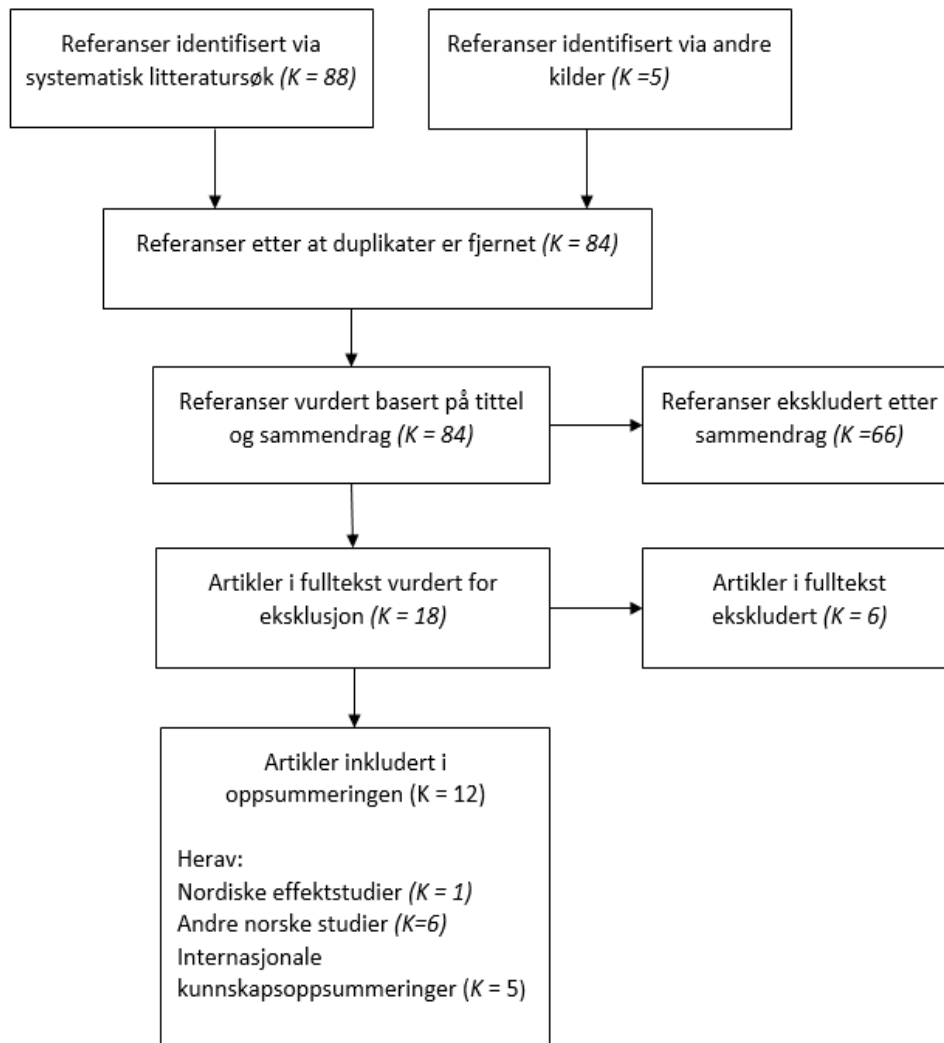 Referanser identifisert via
systematisk litteratursøk (K = 88)
Referanser identifisert via andre
kilder (K =5)
Referanser etter at duplikater er fjernet (K = 84)
Referanser vurdert basert på tittel
og sammendrag (K = 84)
Referanser ekskludert etter
sammendrag (K =66)
Artikler i fulltekst vurdert for
eksklusjon (K = 18)
Artikler i fulltekst
ekskludert (K = 6)
Artikler inkludert i
oppsummeringen (K = 12)
Herav:
Nordiske effektstudier (K = 1)
Andre norske studier (K=6)
Internasjonale
kunnskapsoppsummeringer (K = 5)